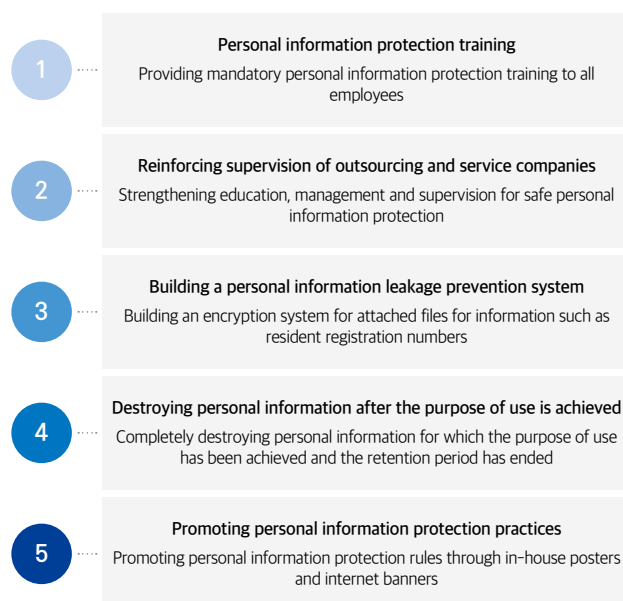 1
Personal information protection training
Providing mandatory personal information protection training to all
employees
2
Reinforcing supervision of outsourcing and service companies
Strengthening education, management and supervision for safe personal
information protection
3
Building a personal information leakage prevention system
Building an encryption system for attached files for information such as
resident registration numbers
4
Destroying personal information after the purpose of use is achieved
Completely destroying personal information for which the purpose of use
has been achieved and the retention period has ended
5
Promoting personal information protection practices
Promoting personal information protection rules through in-house posters
and internet banners